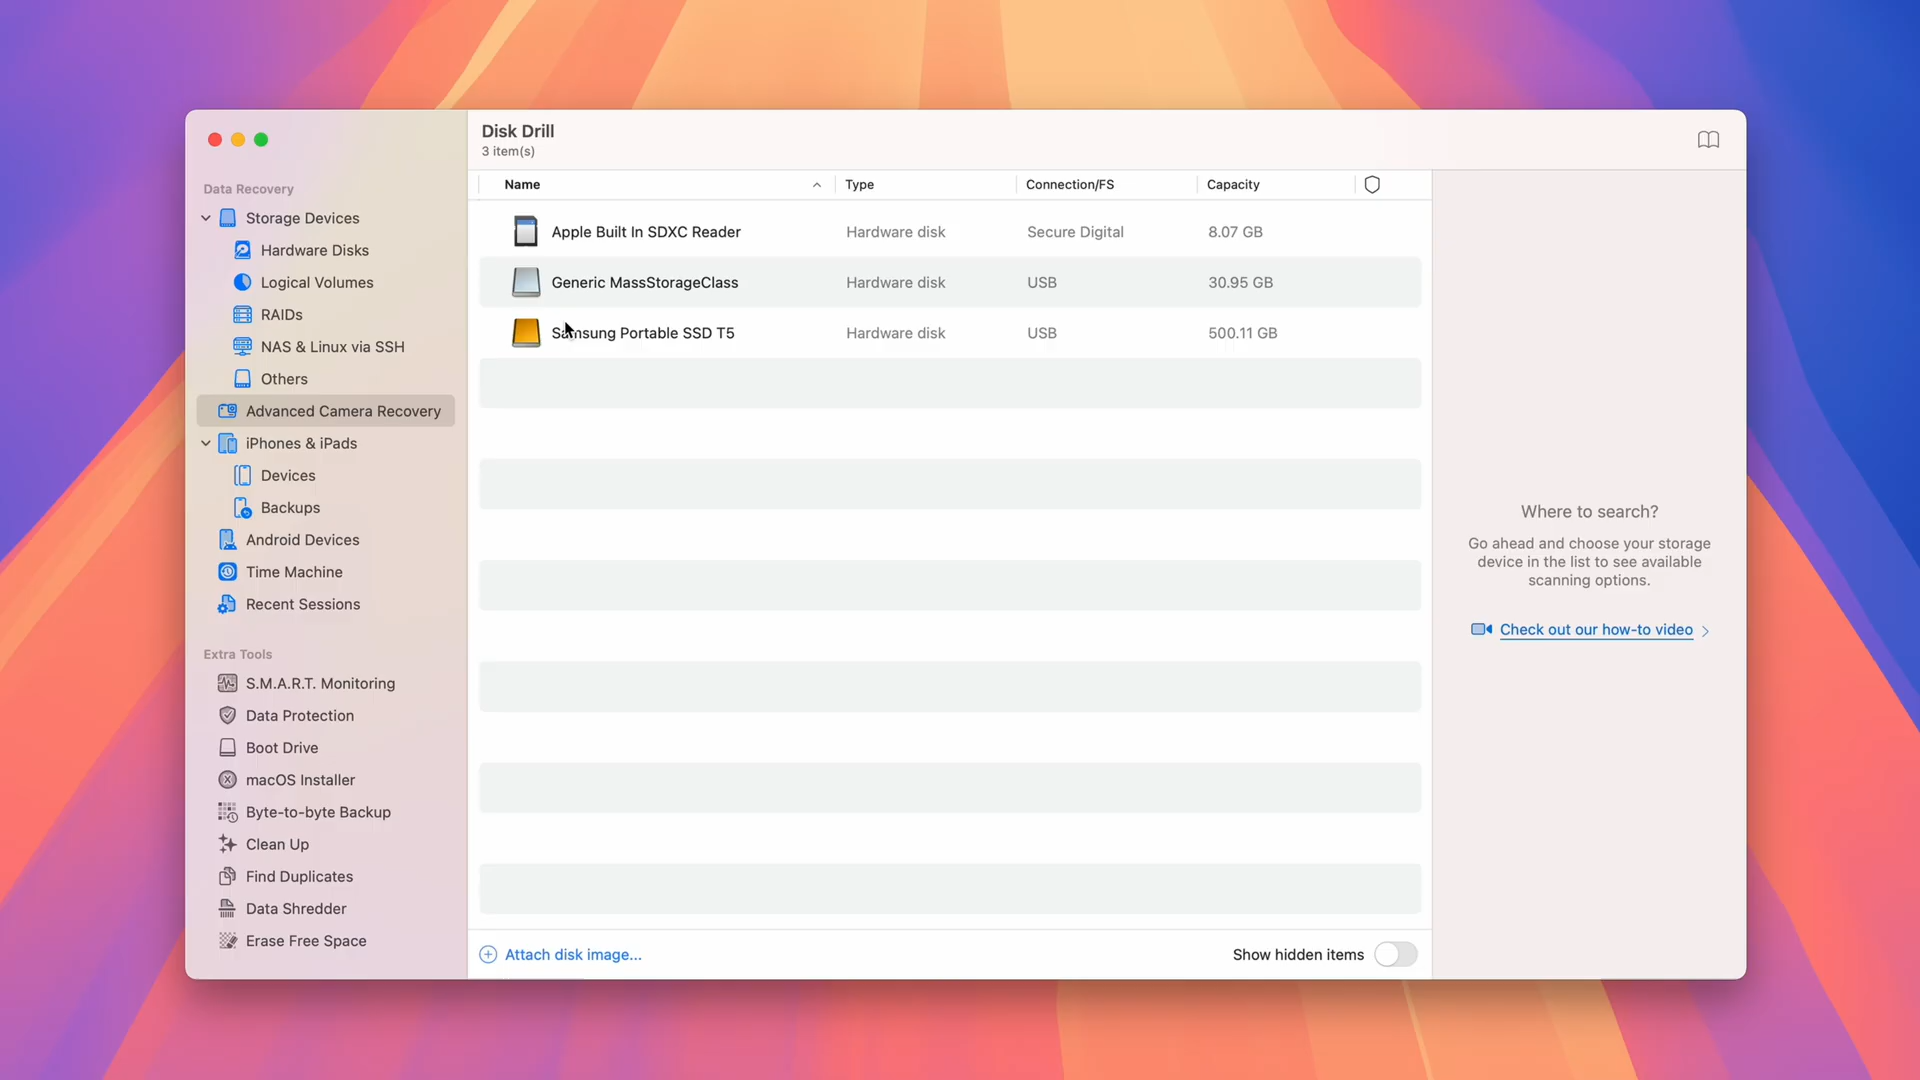 Disk Drill
3 item(s)
Data Recovery
Storage Devices
Hardware Disks
Logical Volumes
RAIDs
NAS & Linux via SSH
Others
Advanced Camera Recovery
iPhones & iPads
Devices
Backups
Android Devices
Time Machine
Recent Sessions
Extra Tools
S.M.A.R.T. Monitoring
Data Protection
Boot Drive
macOS Installer
Byte-to-byte Backup
Clean Up
Find Duplicates
Data Shredder
Erase Free Space
Name Type Connection/FS Capacity
Apple Built In SDXC Reader Hardware disk Secure Digital 8.07 GB
Generic MassStorageClass Hardware disk USB 30.95 GB
Samsung Portable SSD T5 Hardware disk USB 500.11 GB
Attach disk image... Show hidden items
Where to search?
Go ahead and choose your storage
device in the list to see available
scanning options.
Check out our how-to video